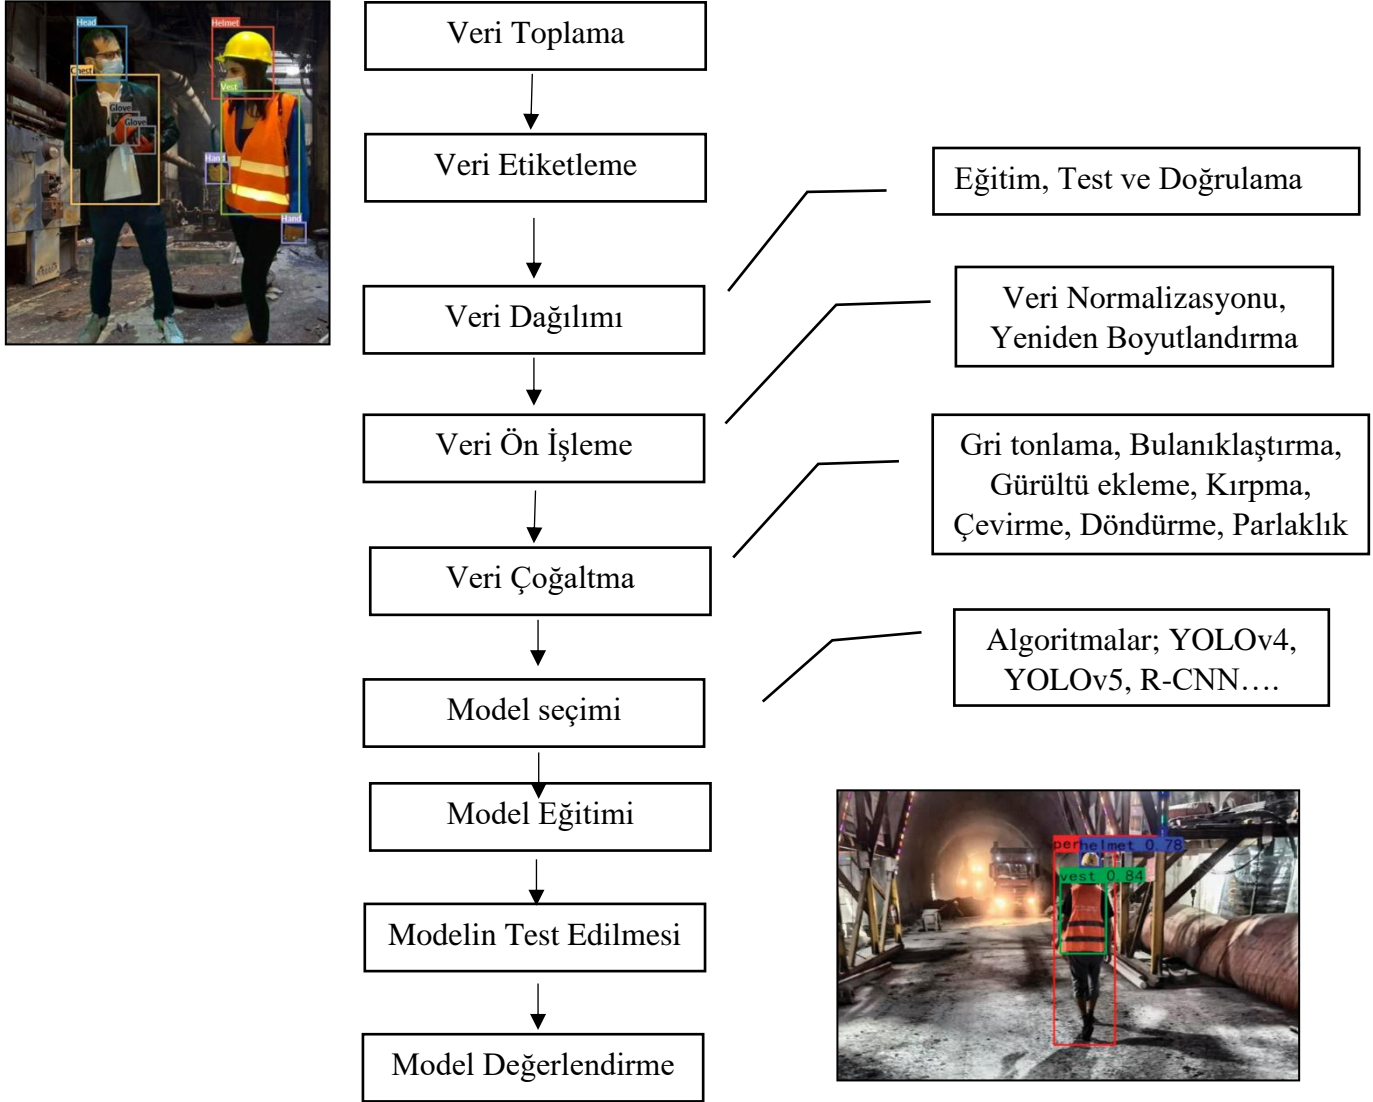 Head
Helmet
Chest
Vest
Glove
Glove
Hand
Veri Toplama
Veri Etiketleme
Veri Dağılımı
Veri Ön İşleme
Veri Çoğaltma
Model seçimi
Model Eğitimi
Modelin Test Edilmesi
Model Değerlendirme
Eğitim, Test ve Doğrulama
Veri Normalizasyonu,
Yeniden Boyutlandırma
Gri tonlama, Bulanıklaştırma,
Gürültü ekleme, Kırpma,
Çevirme, Döndürme, Parlaklık
Algoritmalar; YOLOv4,
YOLOv5, R-CNN….
per
helmet 0.78
vest 0.84